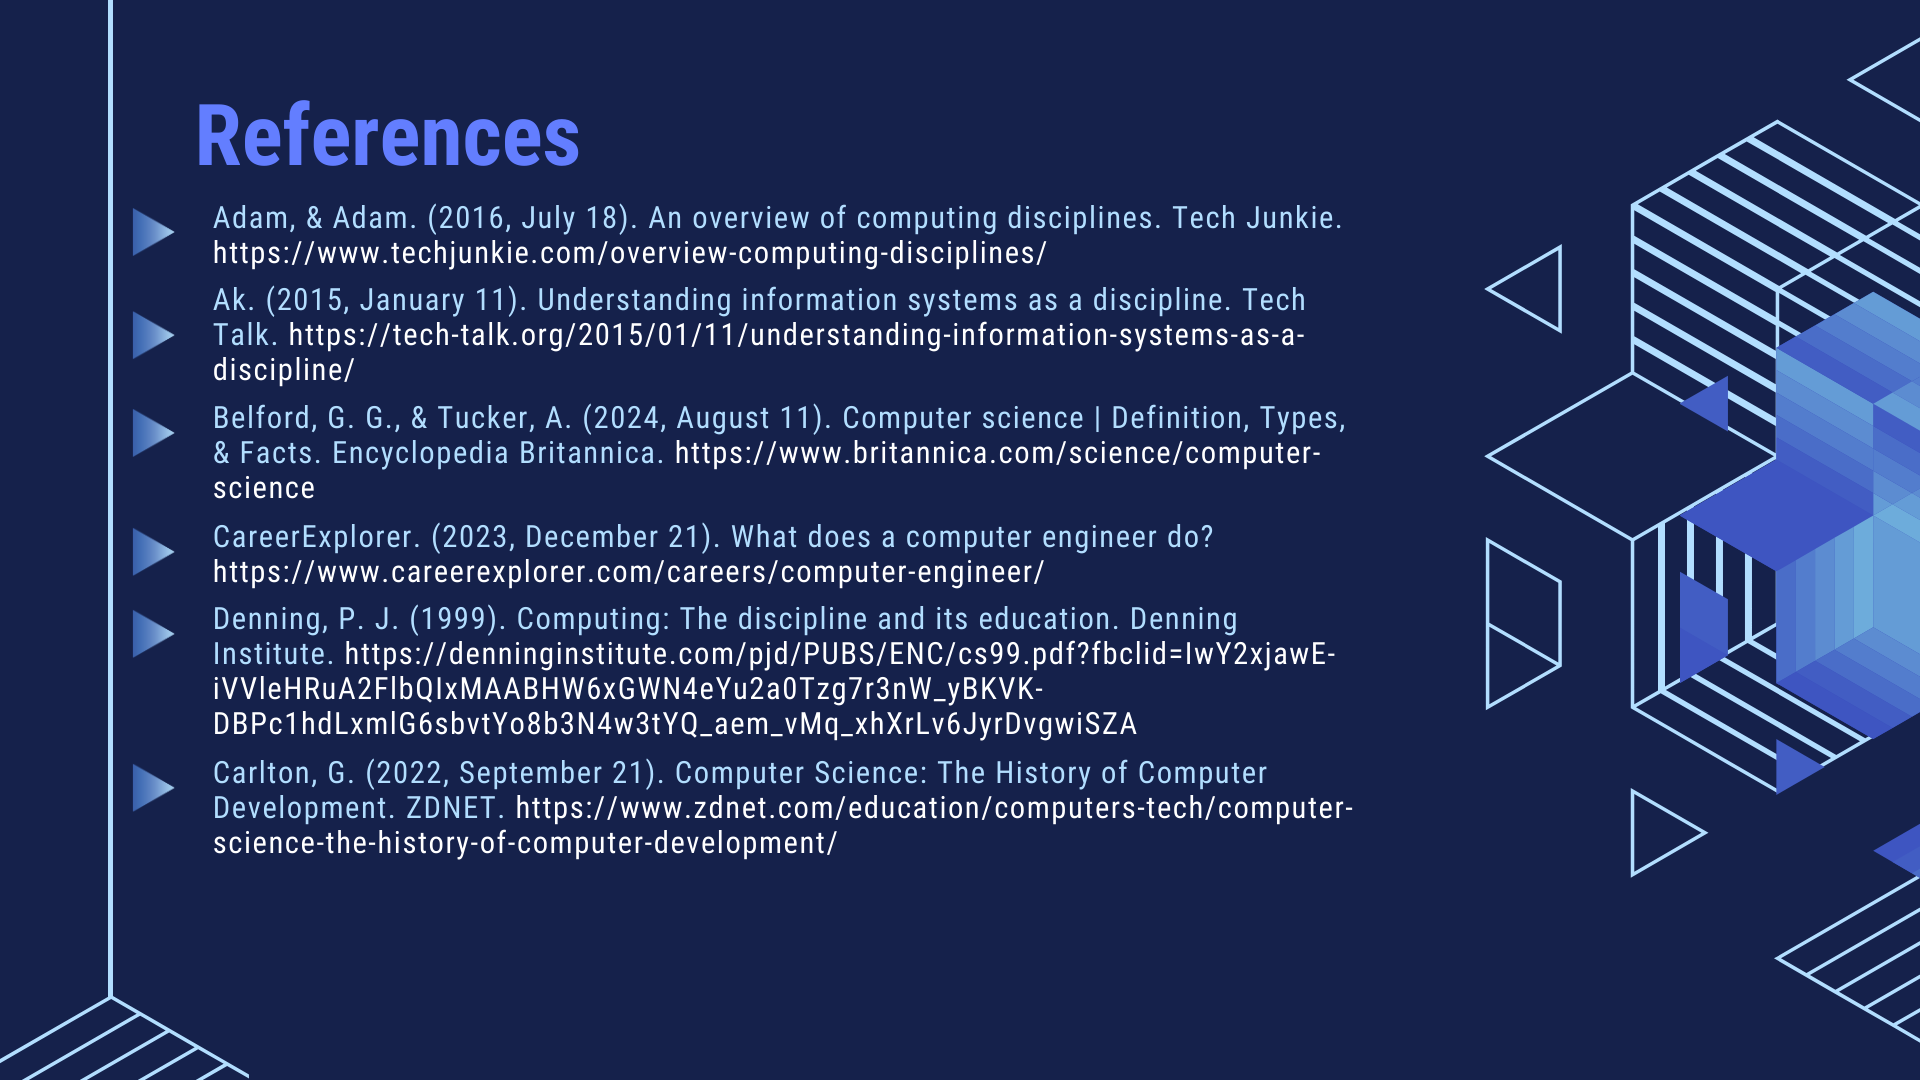 References
Adam, & Adam. (2016, July 18). An overview of computing disciplines. Tech Junkie.
https://www.techjunkie.com/overview-computing-disciplines/
Ak. (2015, January 11). Understanding information systems as a discipline. Tech
Talk. https://tech-talk.org/2015/01/11/understanding-information-systems-as-a-
discipline/
Belford, G. G., & Tucker, A. (2024, August 11). Computer science | Definition, Types,
& Facts. Encyclopedia Britannica. https://www.britannica.com/science/computer-
science
CareerExplorer. (2023, December 21). What does a computer engineer do?
https://www.careerexplorer.com/careers/computer-engineer/
Denning, P. J. (1999). Computing: The discipline and its education. Denning
Institute. https://denninginstitute.com/pjd/PUBS/ENC/cs99.pdf?fbclid=IwY2xjawE-
iVVleHRuA2FlbQIxMAABHW6xGWN4eYu2a0Tzg7r3nW_yBKVK-
DBPc1hdLxmlG6sbvtYo8b3N4w3tYQ_aem_vMq_xhXrLv6JyrDvgwiSZA
Carlton, G. (2022, September 21). Computer Science: The History of Computer
Development. ZDNET. https://www.zdnet.com/education/computers-tech/computer-
science-the-history-of-computer-development/